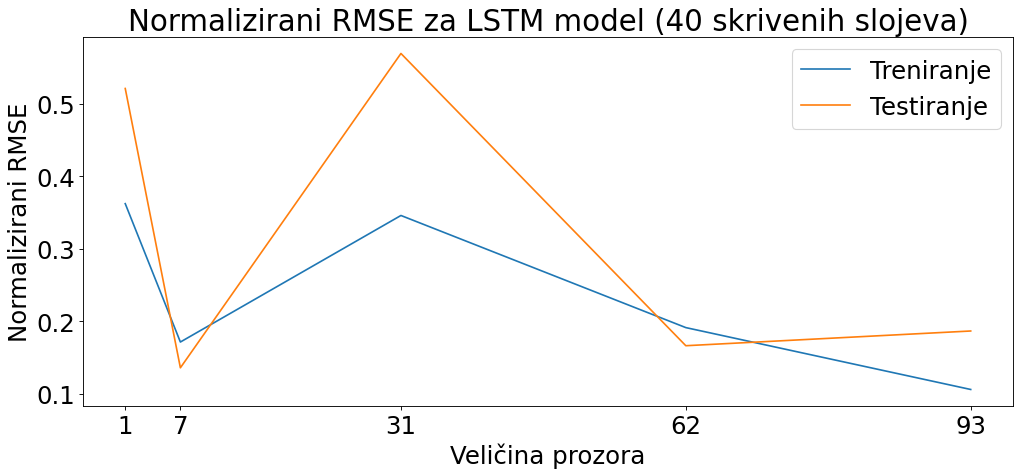 Normalizirani RMSE za LSTM model (40 skrivenih slojeva)
Treniranje
Testiranje
Normalizirani RMSE
0.5
0.4
0.3
0.2
0.1
1 7 31 62 93
Veličina prozora